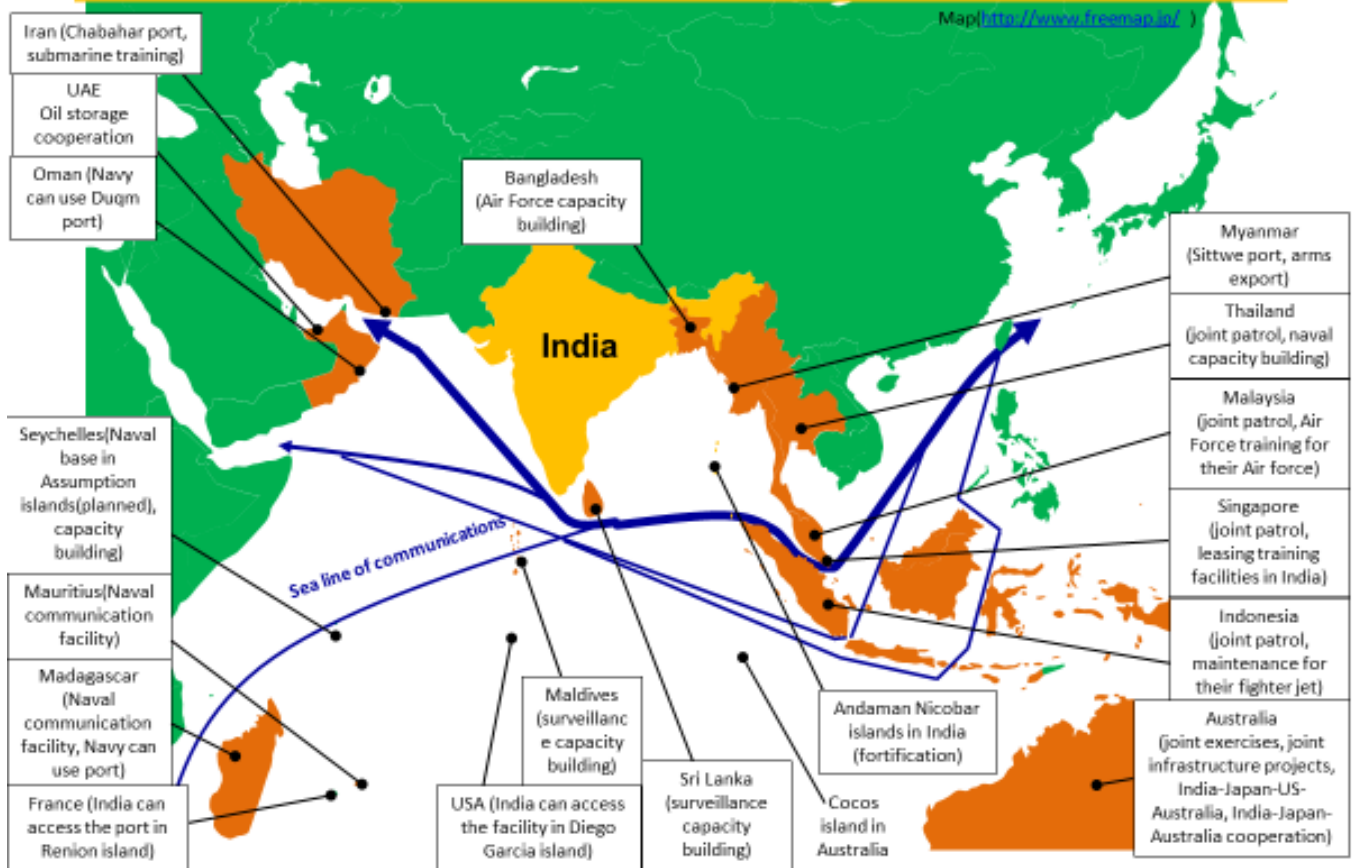 Map(http://www.freemap.jp/ )
Iran (Chabahar port,
submarine training)
UAE
Oil storage
cooperation
Oman (Navy
can use Duqm
port)
Bangladesh
(Air Force capacity
building)
India
Myanmar
(Sittwe port, arms
export)
Thailand
(joint patrol, naval
capacity building)
Malaysia
(joint patrol, Air
Force training for
their Air force)
Singapore
(joint patrol,
leasing training
facilities in India)
Indonesia
(joint patrol,
maintenance for
their fighter jet)
Australia
(joint exercises, joint
infrastructure projects,
India-Japan-US-
Australia, India-Japan-
Australia cooperation)
Seychelles(Naval
base in
Assumption
islands(planned),
capacity
building)
Mauritius(Naval
communication
facility)
Madagascar
(Naval
communication
facility, Navy can
use port)
France (India can
access the port in
Renion island)
Sea line of communications
USA (India can access
the facility in Diego
Garcia island)
Maldives
(surveillanc
e capacity
building)
Sri Lanka
(surveillance
capacity
building)
Andaman Nicobar
islands in India
(fortification)
Cocos
island in
Australia